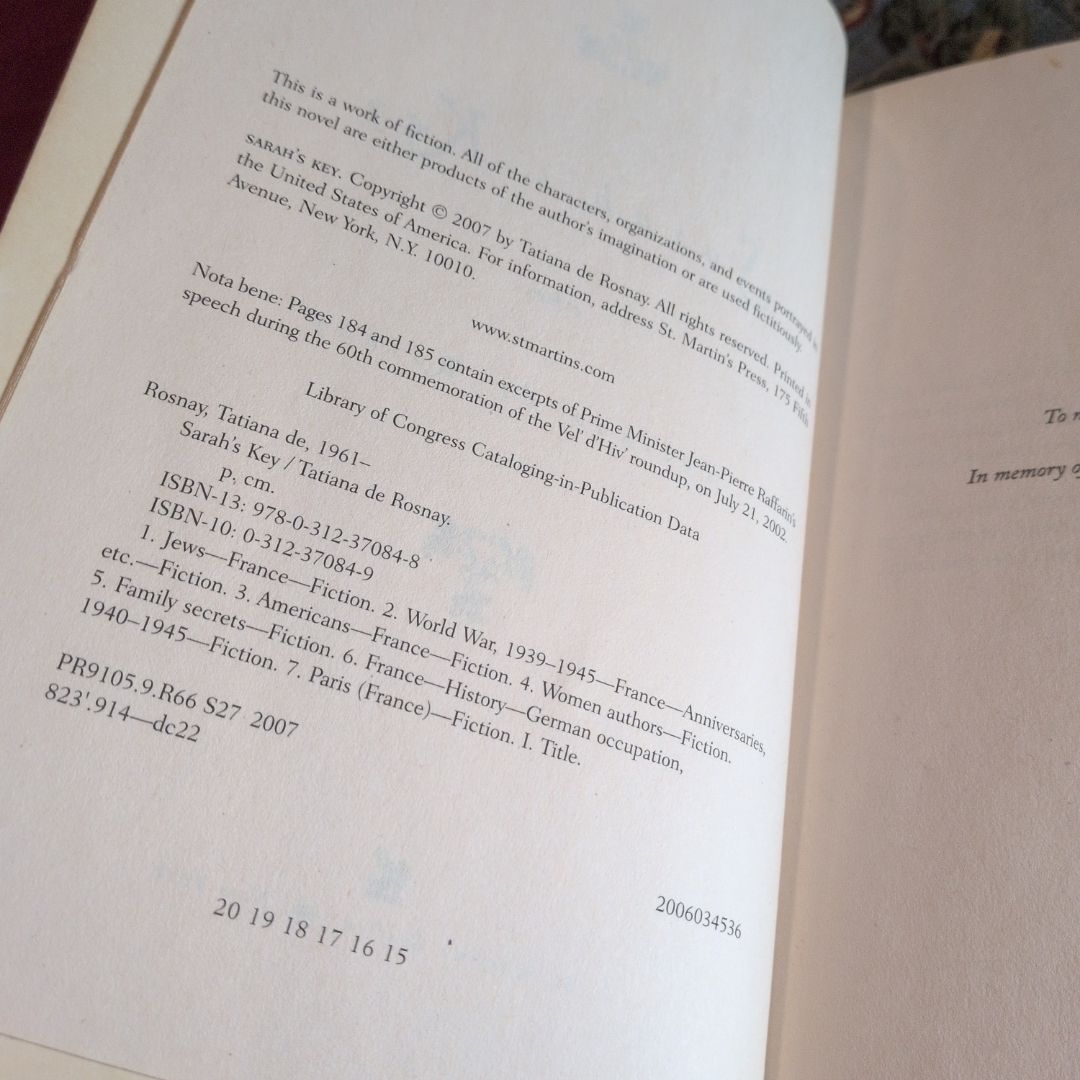 This is a work of fiction. All of the characters, organizations, and events portrayed in
this novel are either products of the author's imagination or are used fictitiously.
SARAH'S KEY. Copyright © 2007 by Tatiana de Rosnay. All rights reserved. Printed in
the United States of America. For information, address St. Martin's Press, 175 Fifth
Avenue, New York, N.Y. 10010.
www.stmartins.com
Nota bene: Pages 184 and 185 contain excerpts of Prime Minister Jean-Pierre Raffarin's
speech during the 60th commemoration of the Vel' d'Hiv' roundup, on July 21, 2002.
Library of Congress Cataloging-in-Publication Data
Rosnay, Tatiana de, 1961–
Sarah's Key / Tatiana de Rosnay.
p. cm.
ISBN-13: 978-0-312-37084-8
ISBN-10: 0-312-37084-9
1. Jews—France—Fiction. 2. World War, 1939–1945—France—Anniversaries,
etc.—Fiction. 3. Americans—France—Fiction. 4. Women authors—Fiction.
5. Family secrets—Fiction. 6. France—History—German occupation,
1940–1945—Fiction. 7. Paris (France)—Fiction. I. Title.
PR9105.9.R66 S27 2007
823'.914—dc22
2006034536
20 19 18 17 16 15
To
In memory